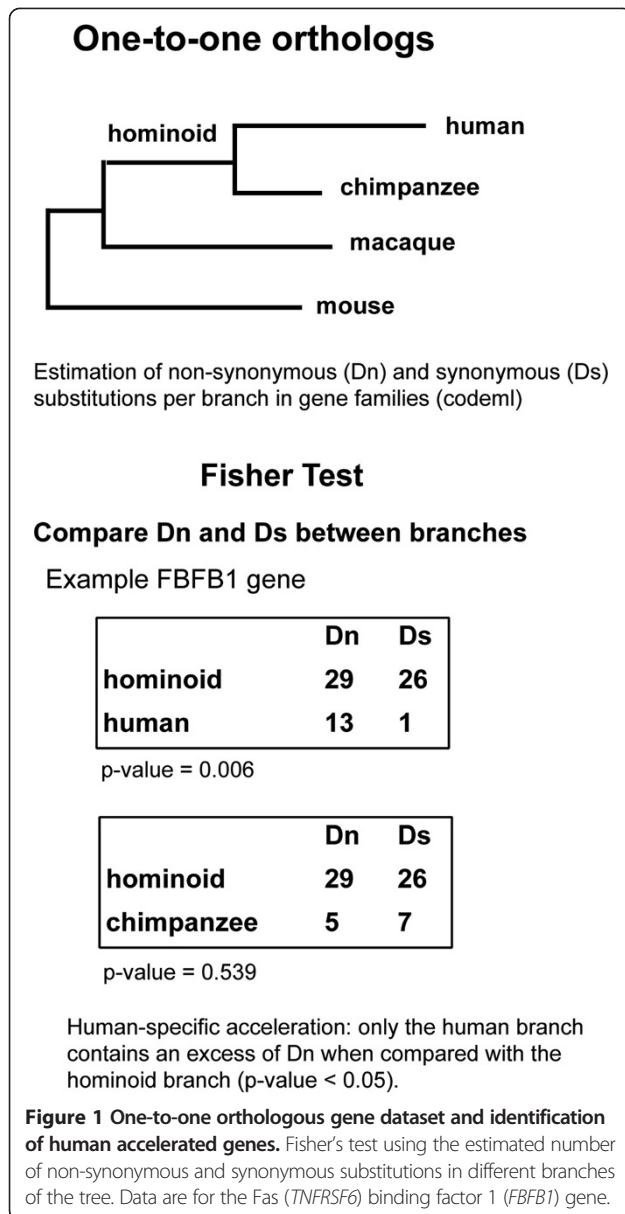 One-to-one orthologs
human
hominoid
chimpanzee
macaque
mouse
Estimation of non-synonymous (Dn) and synonymous (Ds)
substitutions per branch in gene families (codeml)
Fisher Test
Compare Dn and Ds between branches
Example FBFB1 gene
Dn Ds
hominoid 29 26
human 13 1
p-value = 0.006
Dn Ds
hominoid 29 26
chimpanzee 5 7
p-value = 0.539
Human-specific acceleration: only the human branch
contains an excess of Dn when compared with the
hominoid branch (p-value < 0.05).
Figure 1 One-to-one orthologous gene dataset and identification
of human accelerated genes. Fisher's test using the estimated number
of non-synonymous and synonymous substitutions in different branches
of the tree. Data are for the Fas (TNFRSF6) binding factor 1 (FBFB1) gene.